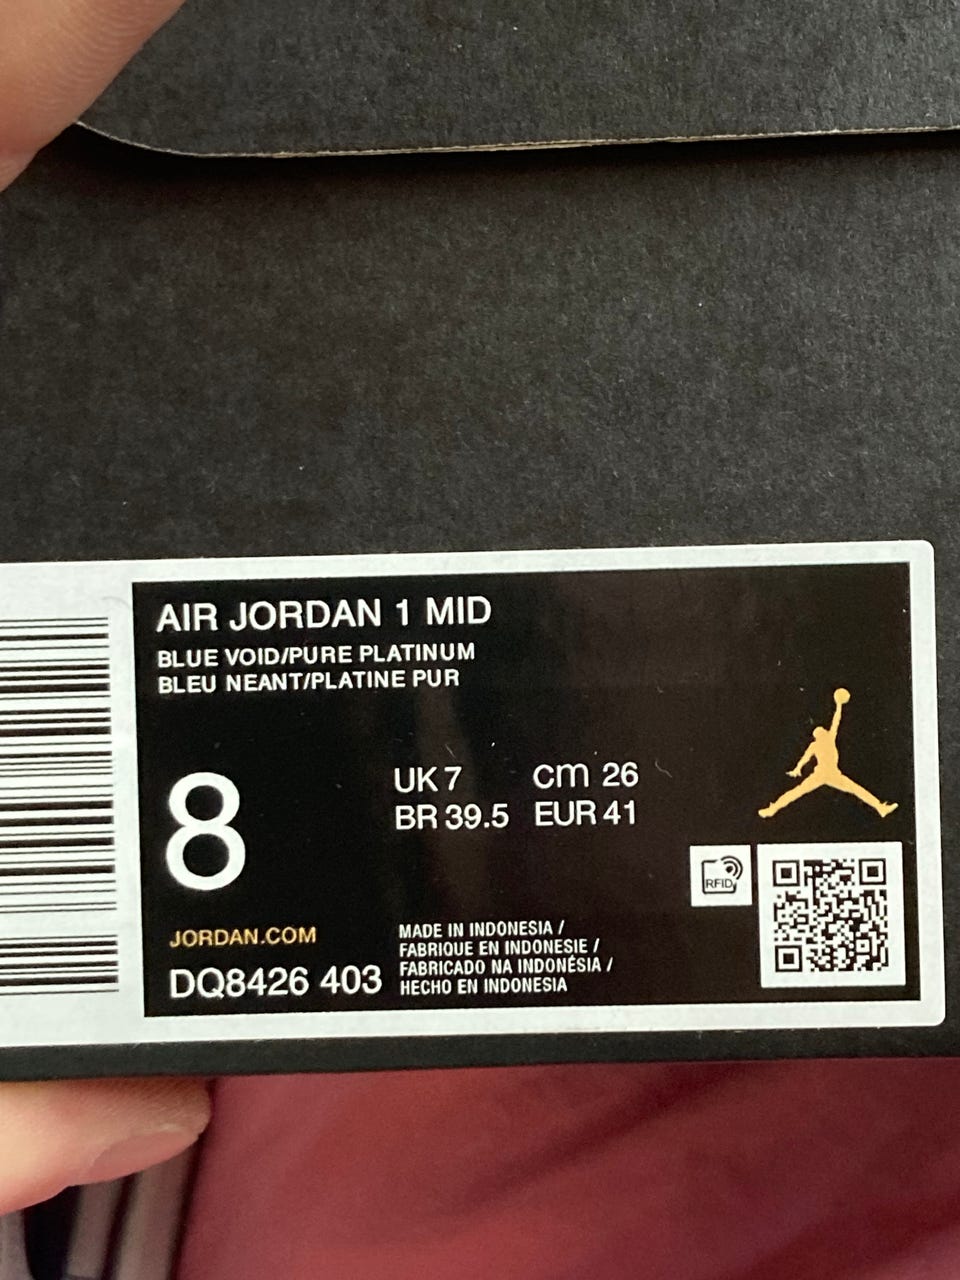 AIR JORDAN 1 MID
BLUE VOID/PURE PLATINUM
BLEU NEANT/PLATINE PUR
8
UK 7 cm 26
BR 39.5 EUR 41
RFID
JORDAN.COM
DQ8426 403
MADE IN INDONESIA /
FABRIQUE EN INDONESIE /
FABRICADO NA INDONÉSIA /
HECHO EN INDONESIA